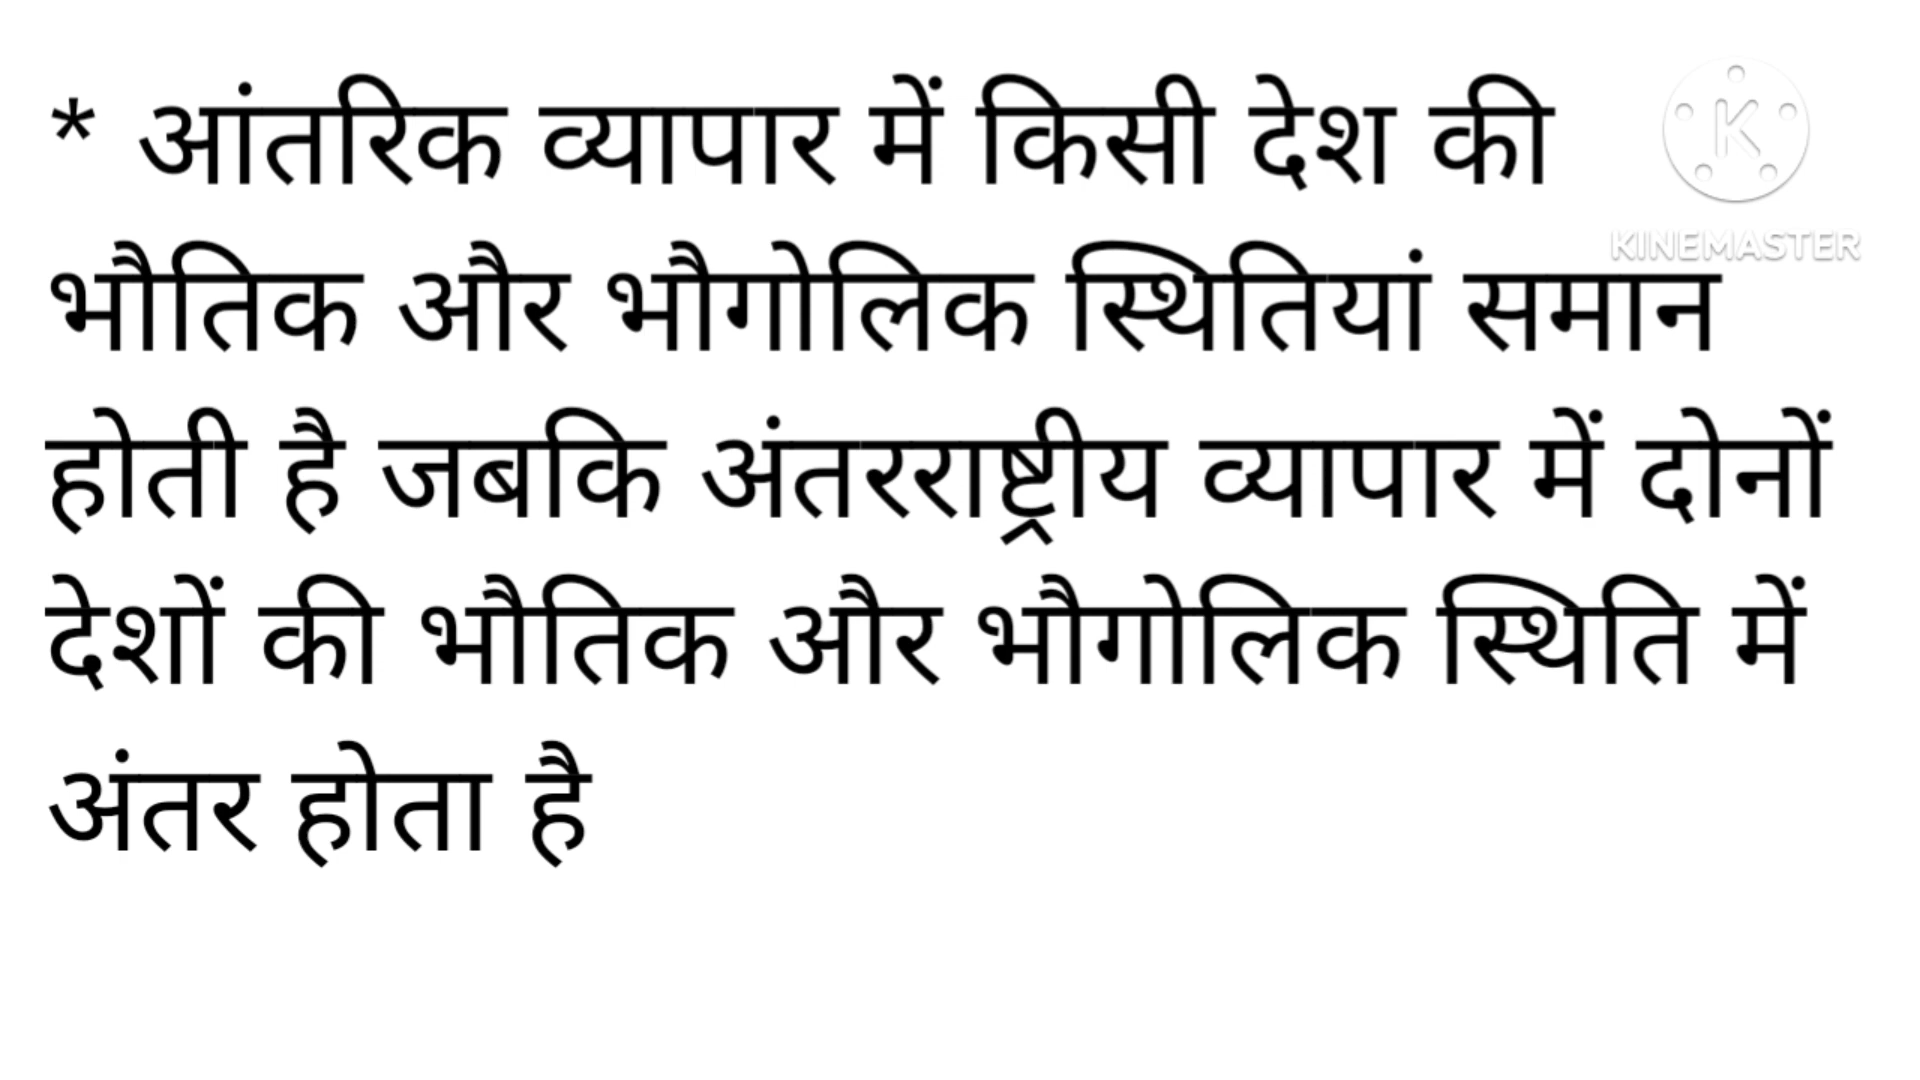 * आंतरिक व्यापार में किसी देश की
भौतिक और भौगोलिक स्थितियां समान
होती है जबकि अंतरराष्ट्रीय व्यापार में दोनों
देशों की भौतिक और भौगोलिक स्थिति में
अंतर होता है
K
KINEMASTER